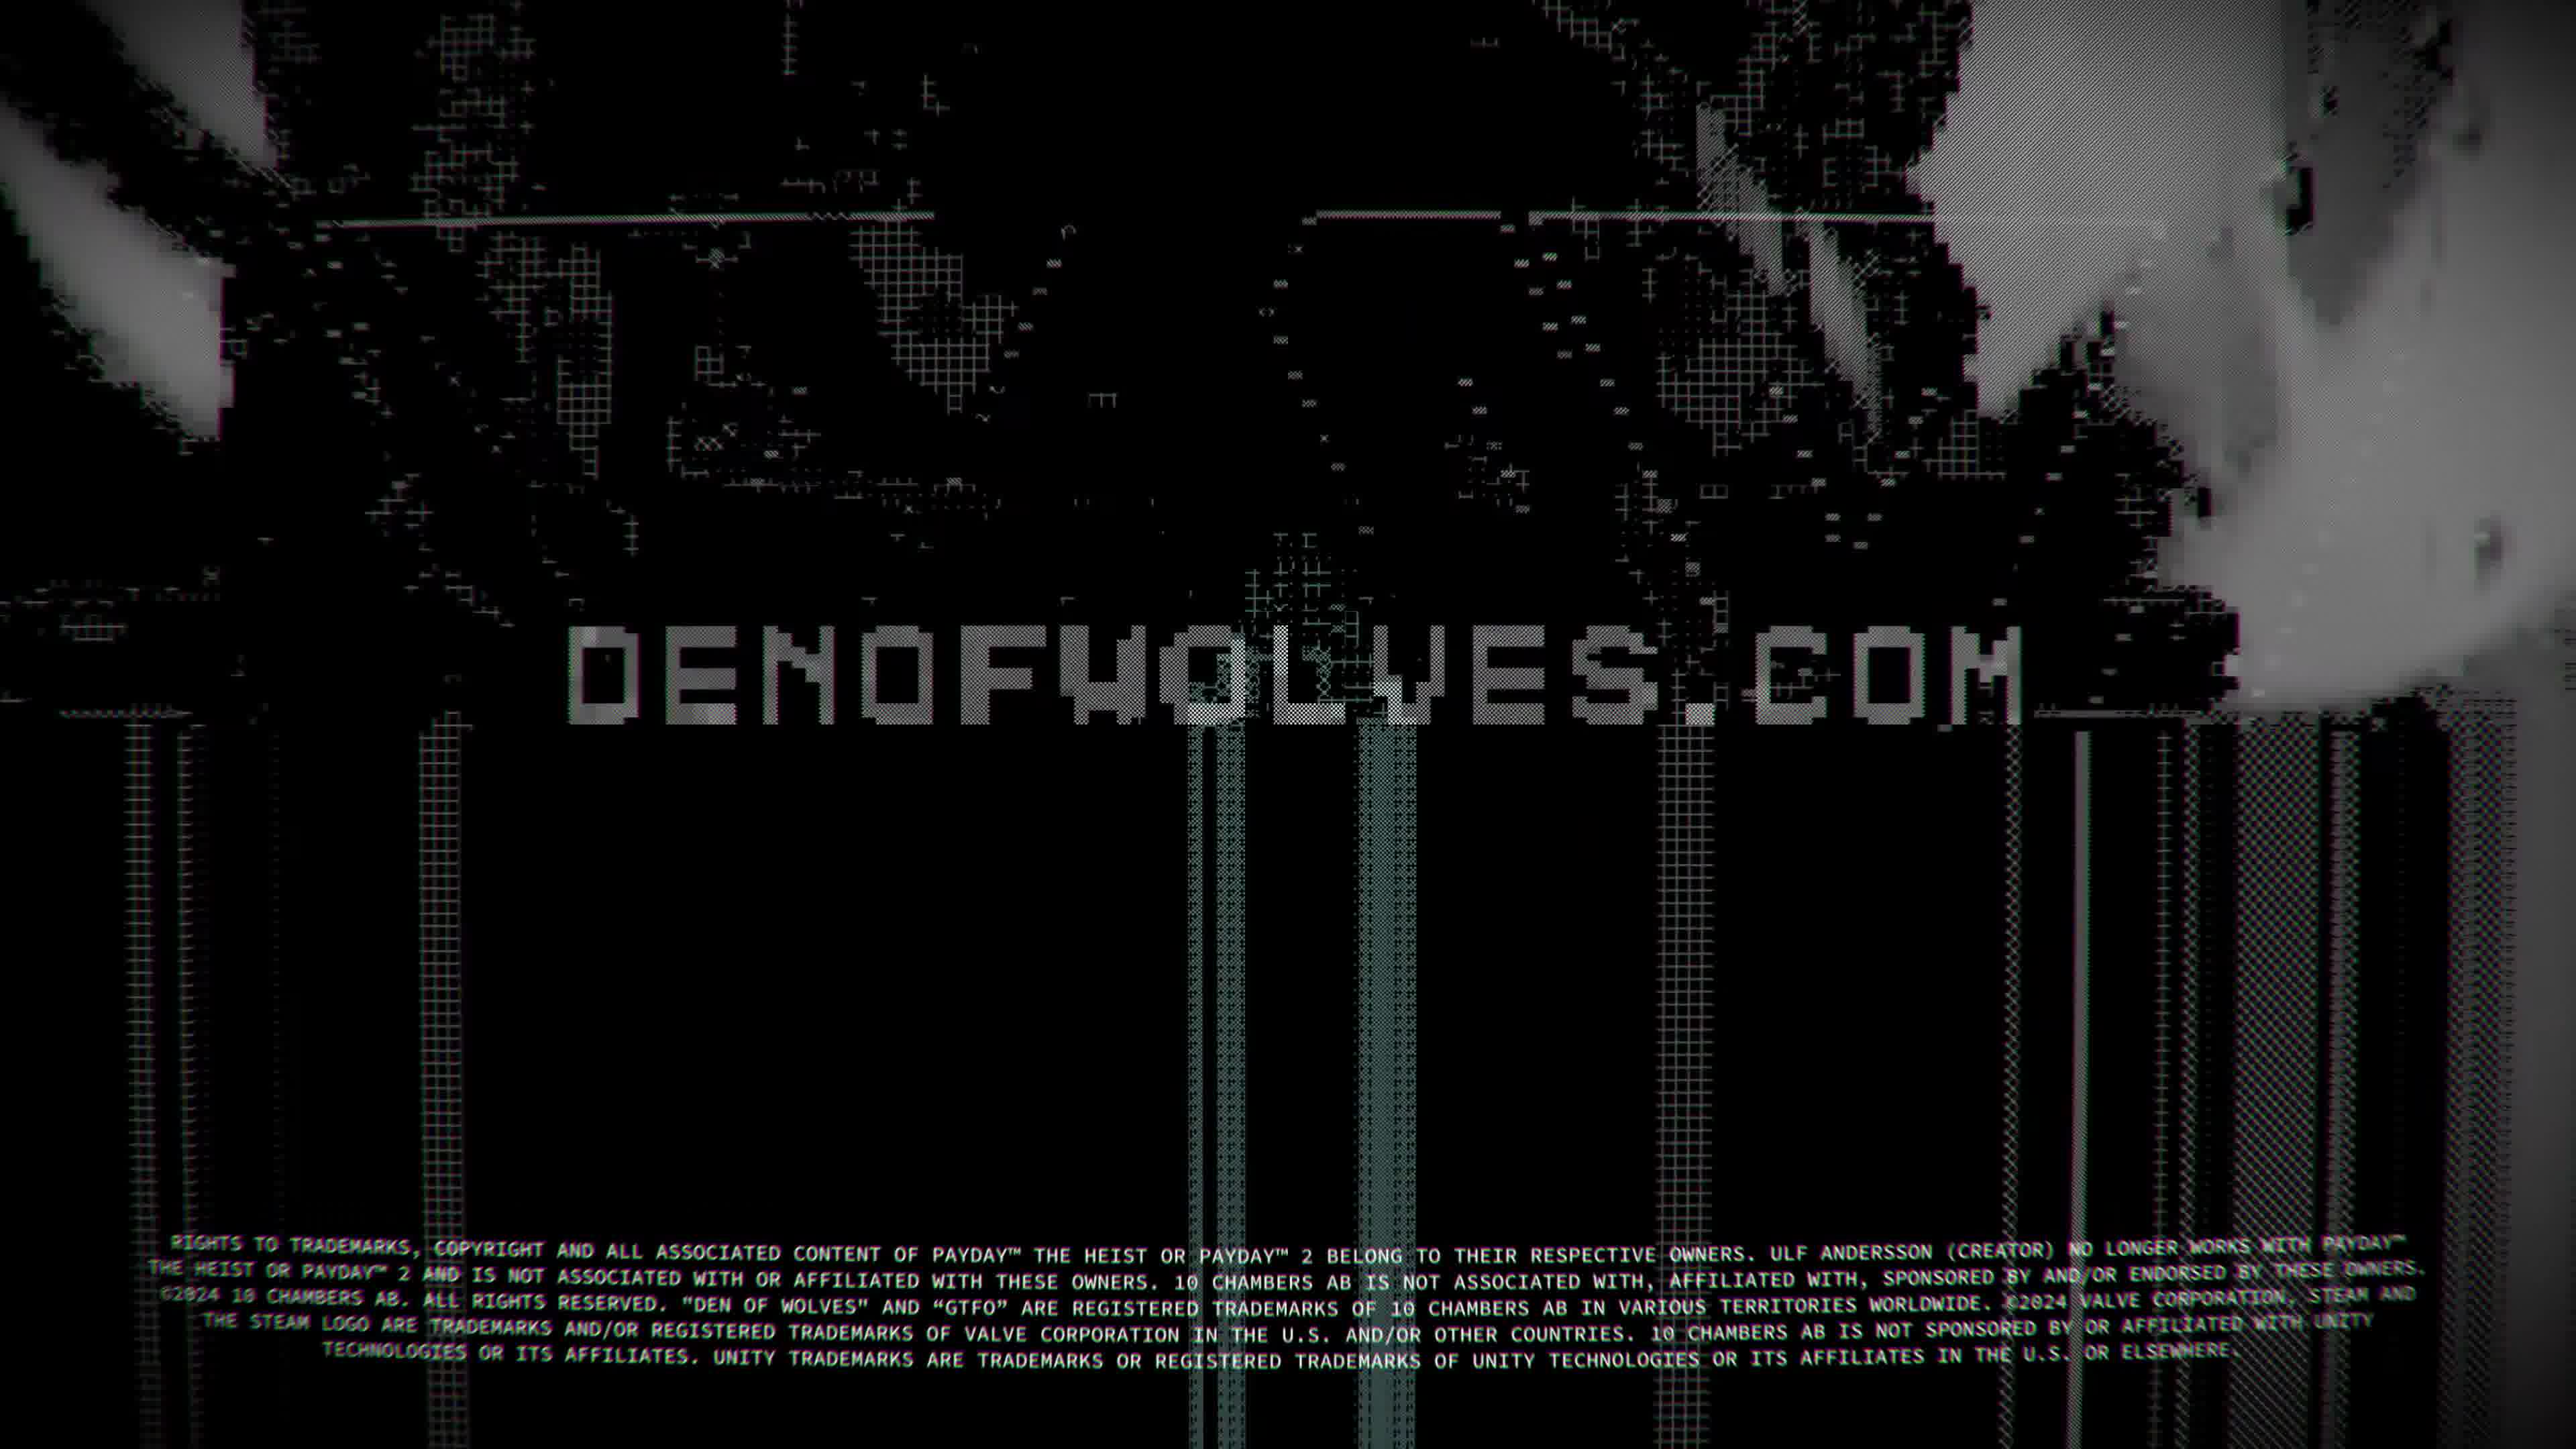 DENOFWOLVES.COM
RIGHTS TO TRADEMARKS, COPYRIGHT AND ALL ASSOCIATED CONTENT OF PAYDAY™ THE HEIST OR PAYDAY™ 2 BELONG TO THEIR RESPECTIVE OWNERS. ULF ANDERSSON (CREATOR) NO LONGER WORKS WITH PAYDAY™
THE HEIST OR PAYDAY™ 2 AND IS NOT ASSOCIATED WITH OR AFFILIATED WITH THESE OWNERS. 10 CHAMBERS AB IS NOT ASSOCIATED WITH, AFFILIATED WITH, SPONSORED BY AND/OR ENDORSED BY THESE OWNERS.
©2024 10 CHAMBERS AB. ALL RIGHTS RESERVED. “DEN OF WOLVES” AND “GTFO” ARE REGISTERED TRADEMARKS OF 10 CHAMBERS AB IN VARIOUS TERRITORIES WORLDWIDE. ©2024 VALVE CORPORATION. STEAM AND
THE STEAM LOGO ARE TRADEMARKS AND/OR REGISTERED TRADEMARKS OF VALVE CORPORATION IN THE U.S. AND/OR OTHER COUNTRIES. 10 CHAMBERS AB IS NOT SPONSORED BY OR AFFILIATED WITH UNITY
TECHNOLOGIES OR ITS AFFILIATES. UNITY TRADEMARKS ARE TRADEMARKS OR REGISTERED TRADEMARKS OF UNITY TECHNOLOGIES OR ITS AFFILIATES IN THE U.S. OR ELSEWHERE.